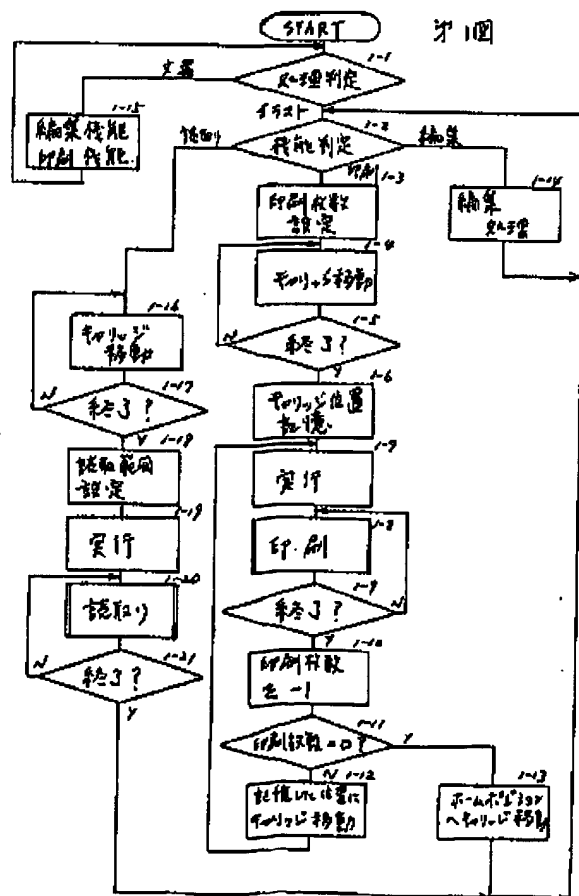 START
第1図
1-1
処理判定
文書
イラスト
1-15
編集機能
印刷機能
1-2
機能判定
読取り
編集
印刷
1-3
印刷枚数
設定
1-14
編集
処理
1-4
キャリッジ移動
1-5
終了?
N
Y
1-6
キャリッジ位置
記憶
1-7
実行
1-8
印刷
1-9
終了?
N
Y
1-10
印刷枚数
を-1
1-11
印刷枚数=0?
Y
N
1-12
記憶した位置に
キャリッジ移動
1-13
ホームポジション
へキャリッジ移動
1-16
キャリッジ
移動
1-17
終了?
N
Y
1-18
読取範囲
設定
1-19
実行
1-20
読取り
1-21
終了?
N
Y